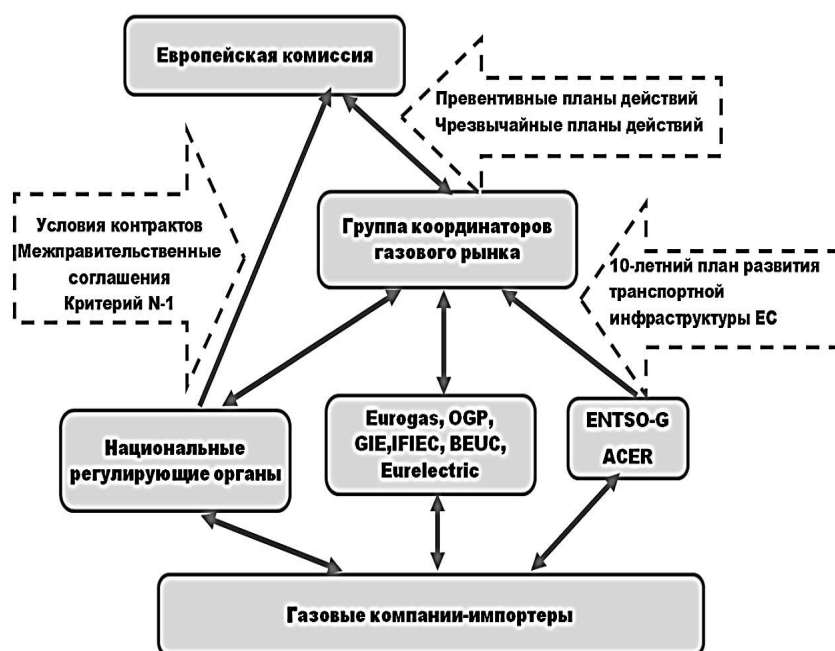 Европейская комиссия
Превентивные планы действий
Чрезвычайные планы действий
Условия контрактов
Межправительственные
соглашения
Критерий N-1
Группа координаторов
газового рынка
10-летний план развития
транспортной
инфраструктуры ЕС
Национальные
регулирующие органы
Eurogas, OGP,
GIE,IFIEC, BEUC,
Eurelectric
ENTSO-G
ACER
Газовые компании-импортеры